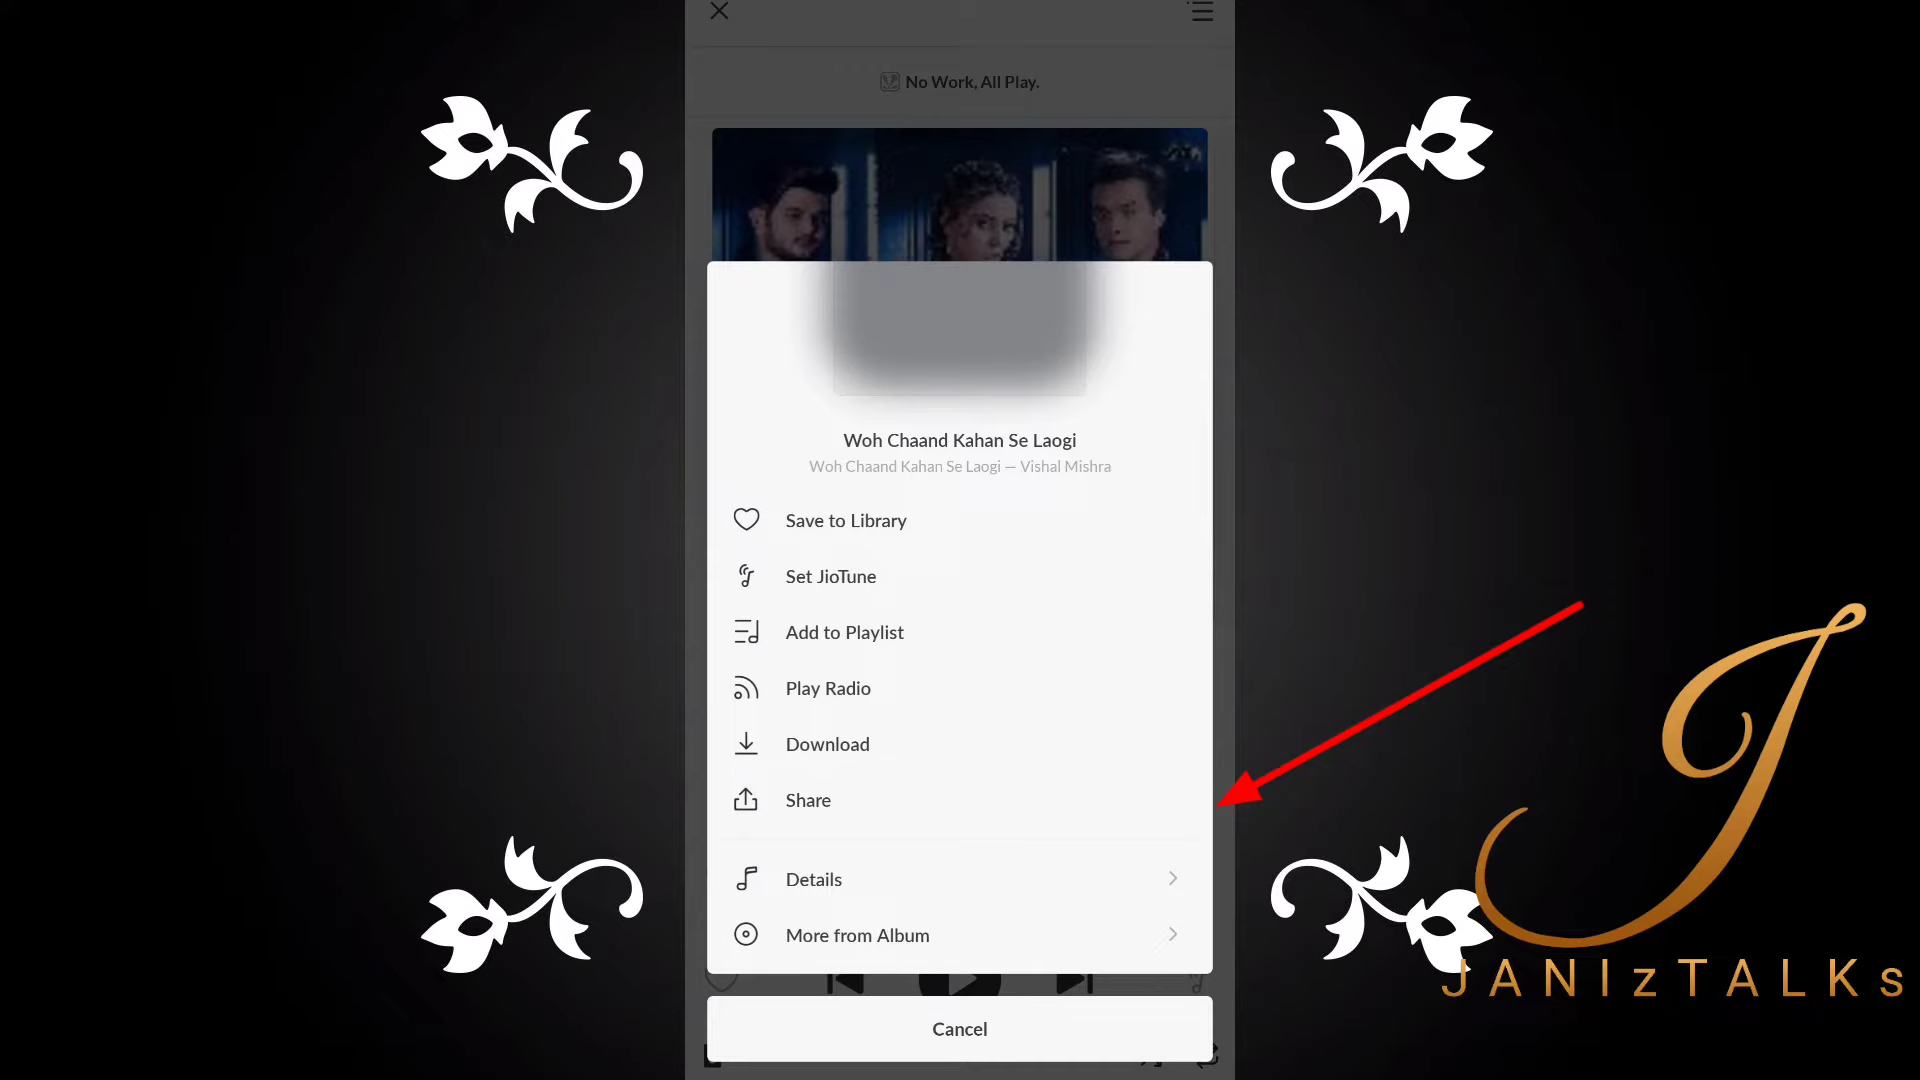 No Work, All Play.
Woh Chaand Kahan Se Laogi
Woh Chaand Kahan Se Laogi — Vishal Mishra
Save to Library
Set JioTune
Add to Playlist
Play Radio
Download
Share
Details
More from Album
Cancel
J
JANIzTALKs